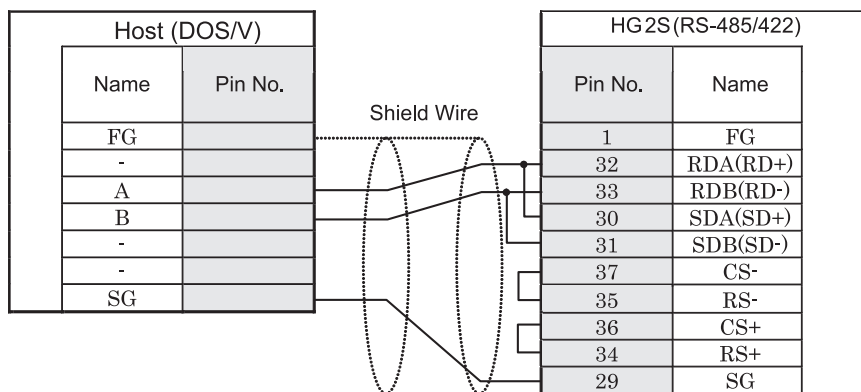 Host (DOS/V)
Name Pin No.
FG
-
A
B
-
-
SG
Shield Wire
HG2S(RS-485/422)
Pin No. Name
1 FG
32 RDA(RD+)
33 RDB(RD-)
30 SDA(SD+)
31 SDB(SD-)
37 CS-
35 RS-
36 CS+
34 RS+
29 SG